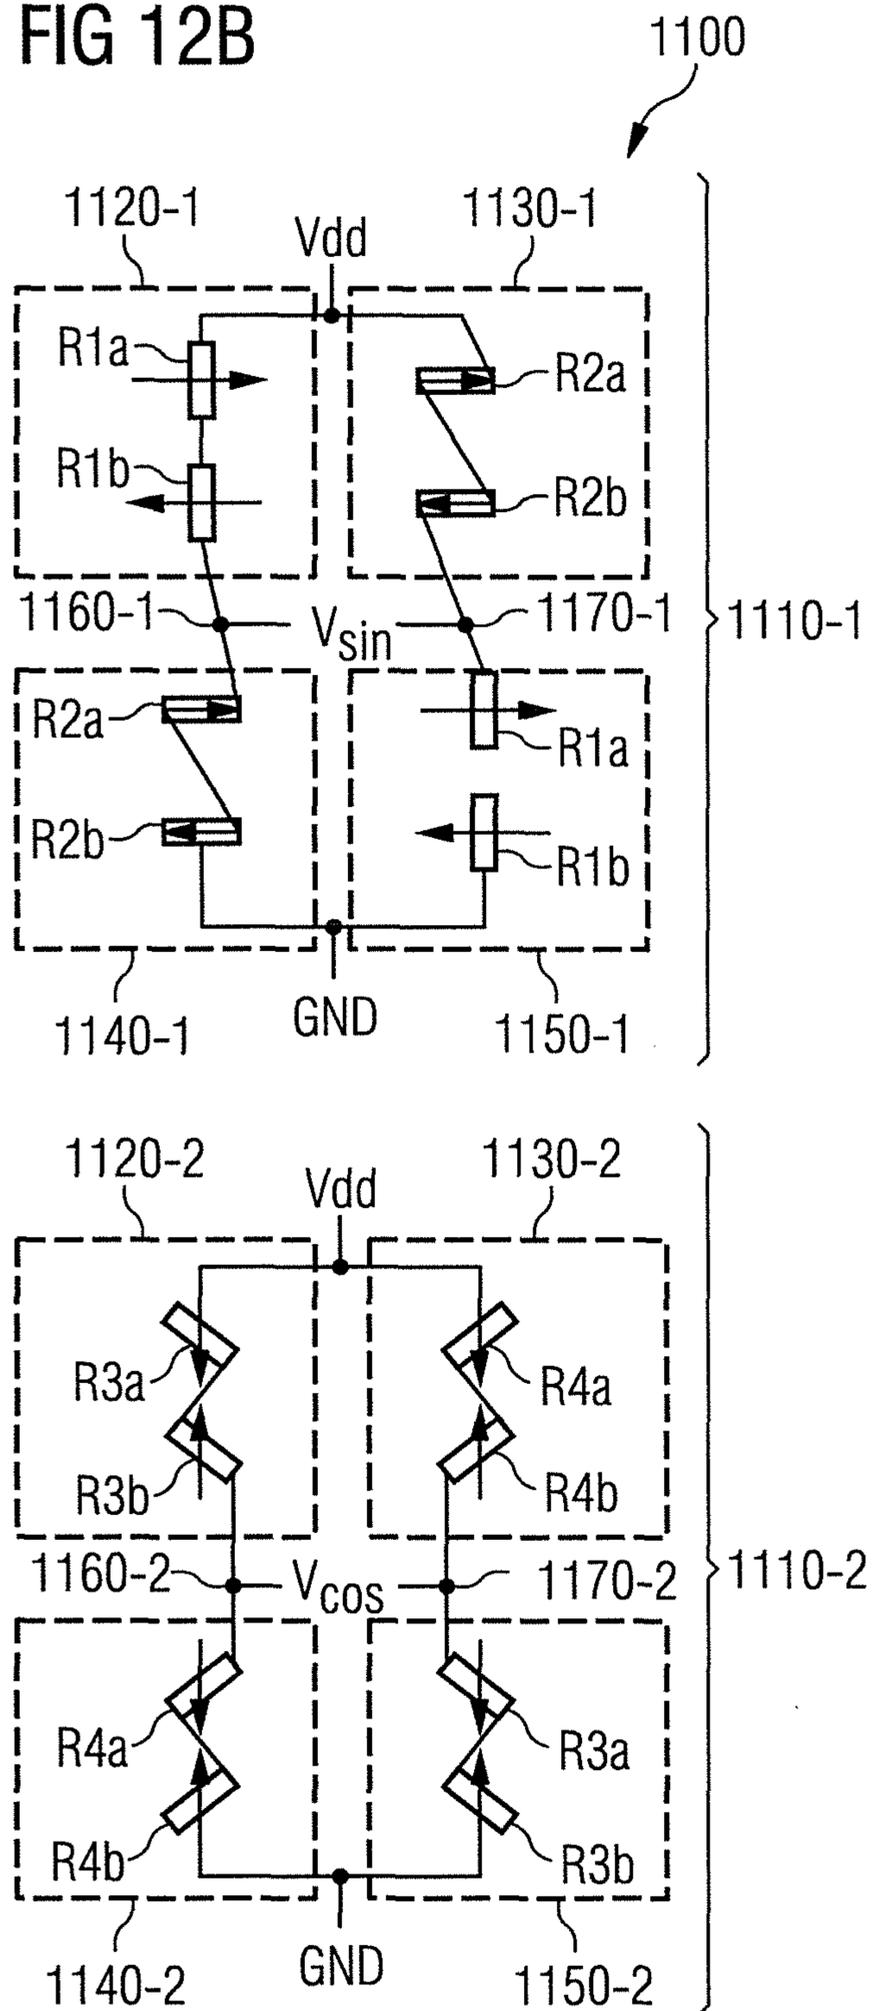 FIG 12B
1100
1120-1
1130-1
Vdd
R1a
R2a
R1b
R2b
1160-1
Vsin
1170-1
1110-1
R2a
R1a
R2b
R1b
GND
1140-1
1150-1
1120-2
1130-2
Vdd
R3a
R4a
R3b
R4b
1160-2
Vcos
1170-2
1110-2
R4a
R3a
R4b
R3b
GND
1140-2
1150-2